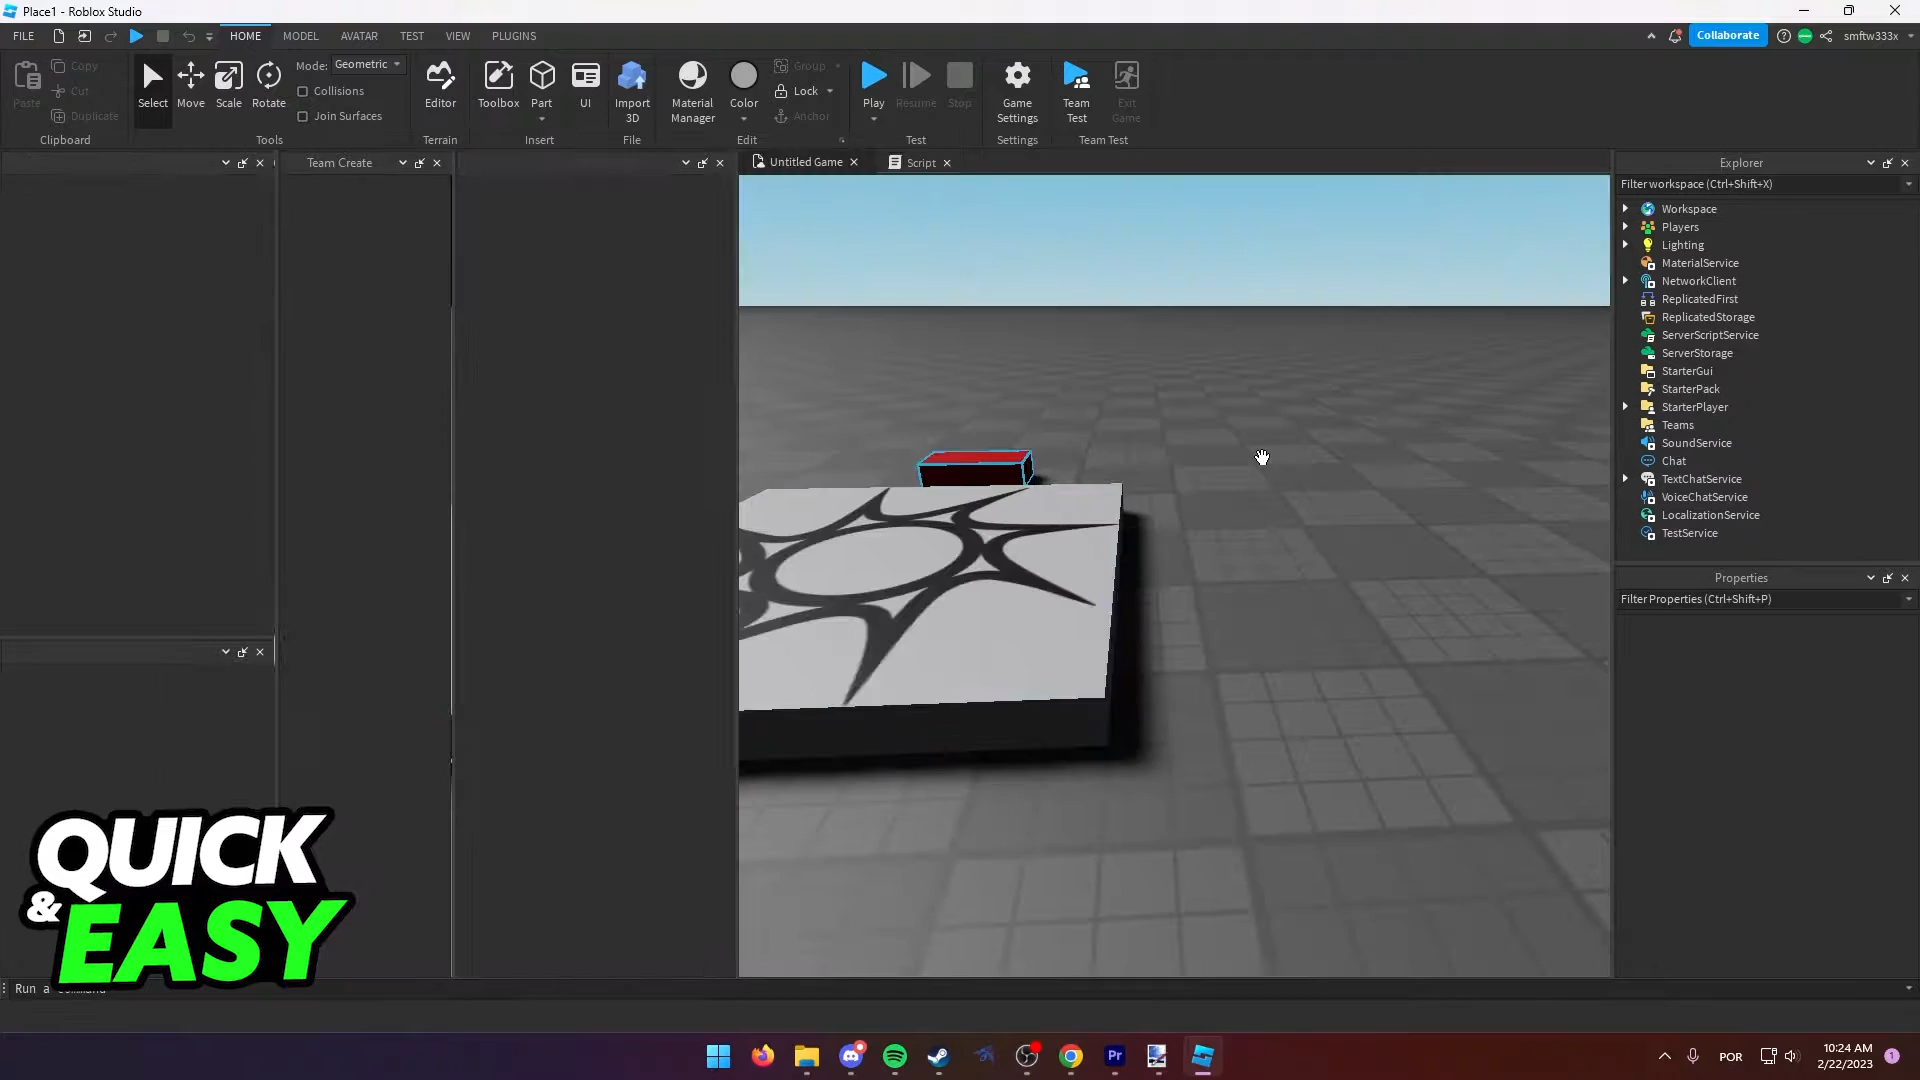 Place1 - Roblox Studio
FILE
HOME
MODEL
AVATAR
TEST
VIEW
PLUGINS
Collaborate
smftw333x
Paste
Copy
Cut
Duplicate
Clipboard
Select
Move
Scale
Rotate
Mode:
Geometric
Collisions
Join Surfaces
Tools
Editor
Terrain
Toolbox
Part
UI
Insert
Import
3D
File
Material
Manager
Color
Group
Lock
Anchor
Edit
Play
Resume
Stop
Test
Game
Settings
Settings
Team
Test
Exit
Game
Team Test
Team Create
Untitled Game
Script
Explorer
Filter workspace (Ctrl+Shift+X)
Workspace
Players
Lighting
MaterialService
NetworkClient
ReplicatedFirst
ReplicatedStorage
ServerScriptService
ServerStorage
StarterGui
StarterPack
StarterPlayer
Teams
SoundService
Chat
TextChatService
VoiceChatService
LocalizationService
TestService
Properties
Filter Properties (Ctrl+Shift+P)
QUICK
& EASY
Run a command
Pr
POR
10:24 AM
2/22/2023
1